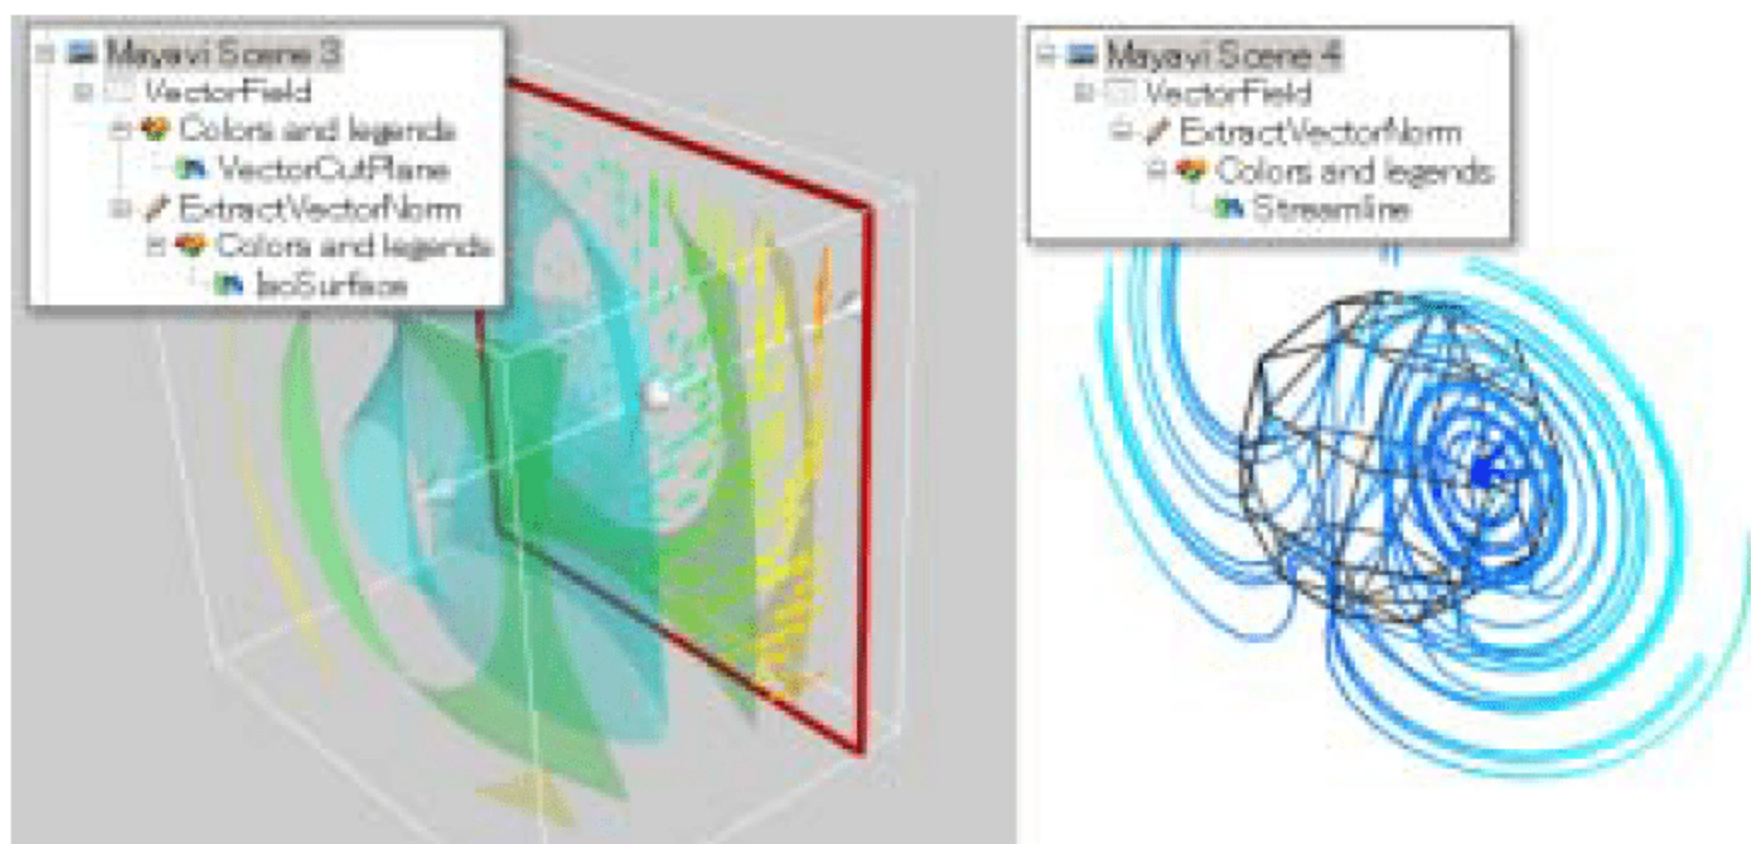 Mayavi Scene 3
VectorField
Colors and legends
VectorCutPlane
ExtractVectorNorm
Colors and legends
IsoSurface
Mayavi Scene 4
VectorField
ExtractVectorNorm
Colors and legends
Streamline